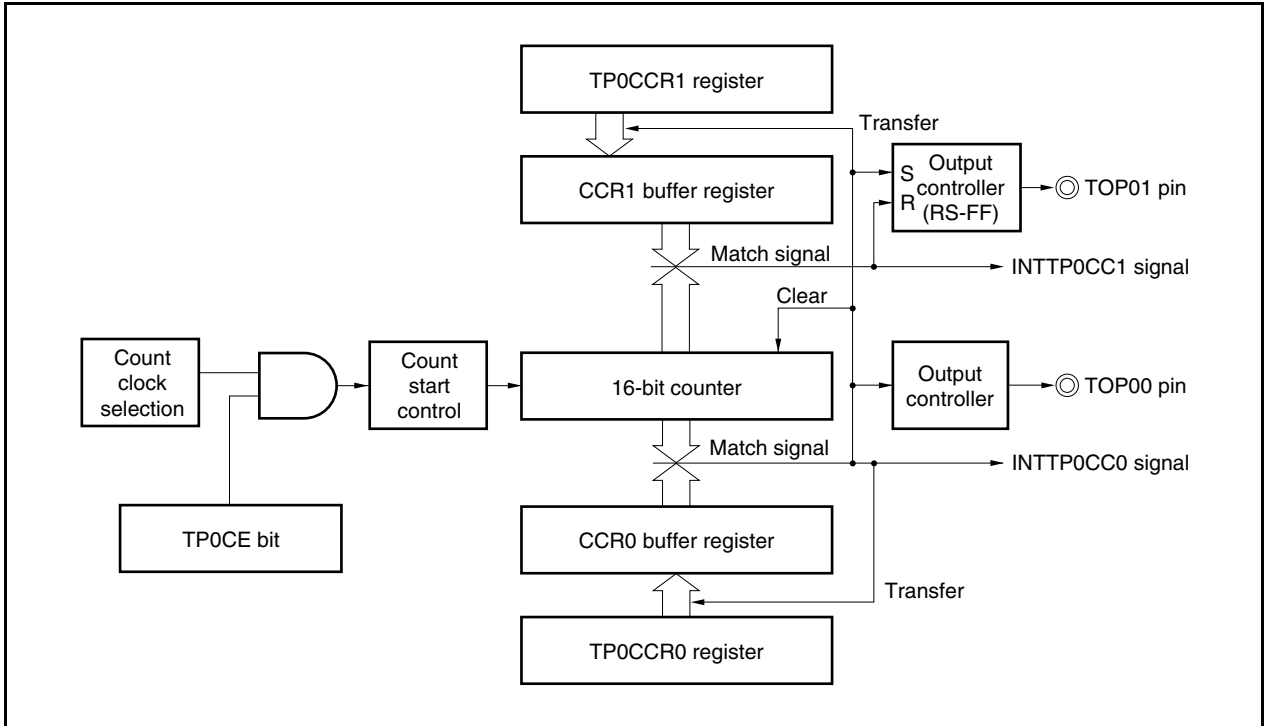 TP0CCR1 register
Transfer
CCR1 buffer register
S
R
Output
controller
(RS-FF)
TOP01 pin
Match signal
INTTP0CC1 signal
Clear
Count
clock
selection
Count
start
control
16-bit counter
Output
controller
TOP00 pin
Match signal
INTTP0CC0 signal
TP0CE bit
CCR0 buffer register
Transfer
TP0CCR0 register